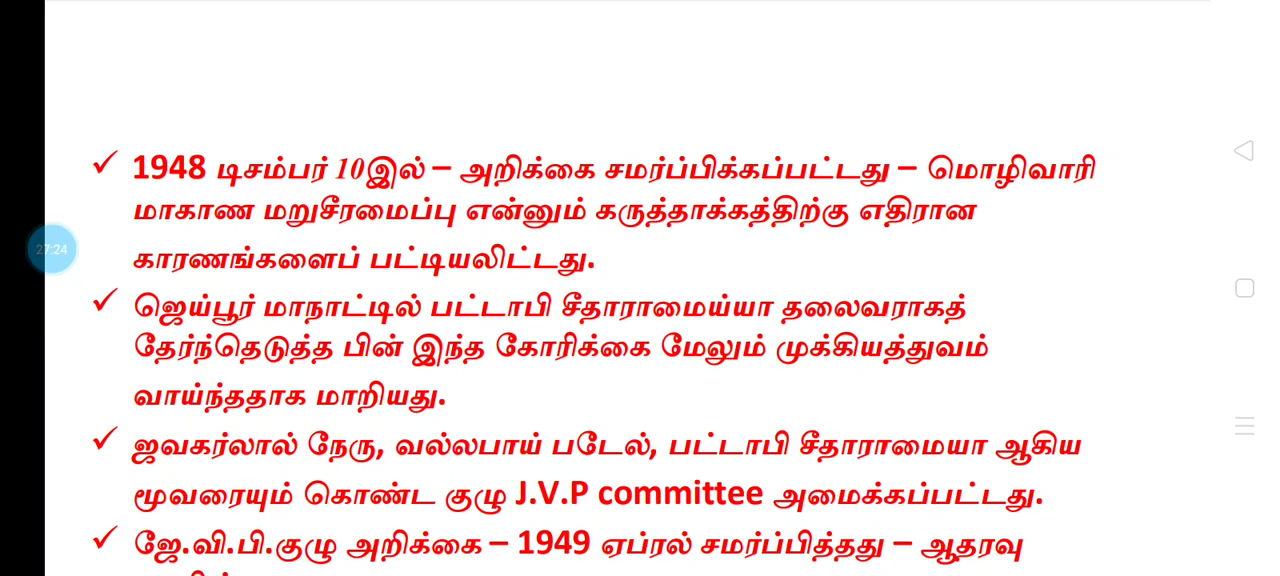 1948 டிசம்பர் 10இல் – அறிக்கை சமர்ப்பிக்கப்பட்டது – மொழிவாரி
மாகாண மறுசீரமைப்பு என்னும் கருத்தாக்கத்திற்கு எதிரான
காரணங்களைப் பட்டியலிட்டது.
27:24
ஜெய்பூர் மாநாட்டில் பட்டாபி சீதாராமைய்யா தலைவராகத்
தேர்ந்தெடுத்த பின் இந்த கோரிக்கை மேலும் முக்கியத்துவம்
வாய்ந்ததாக மாறியது.
ஜவகர்லால் நேரு, வல்லபாய் படேல், பட்டாபி சீதாராமையா ஆகிய
மூவரையும் கொண்ட குழு J.V.P committee அமைக்கப்பட்டது.
ஜே.வி.பி.குழு அறிக்கை – 1949 ஏப்ரல் சமர்ப்பித்தது – ஆதரவு